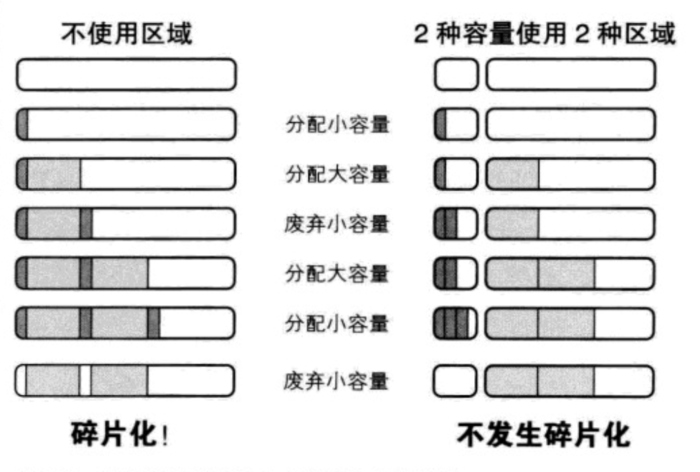 不使用区域
2种容量使用2种区域
分配小容量
分配大容量
废弃小容量
分配大容量
分配小容量
废弃小容量
碎片化！
不发生碎片化